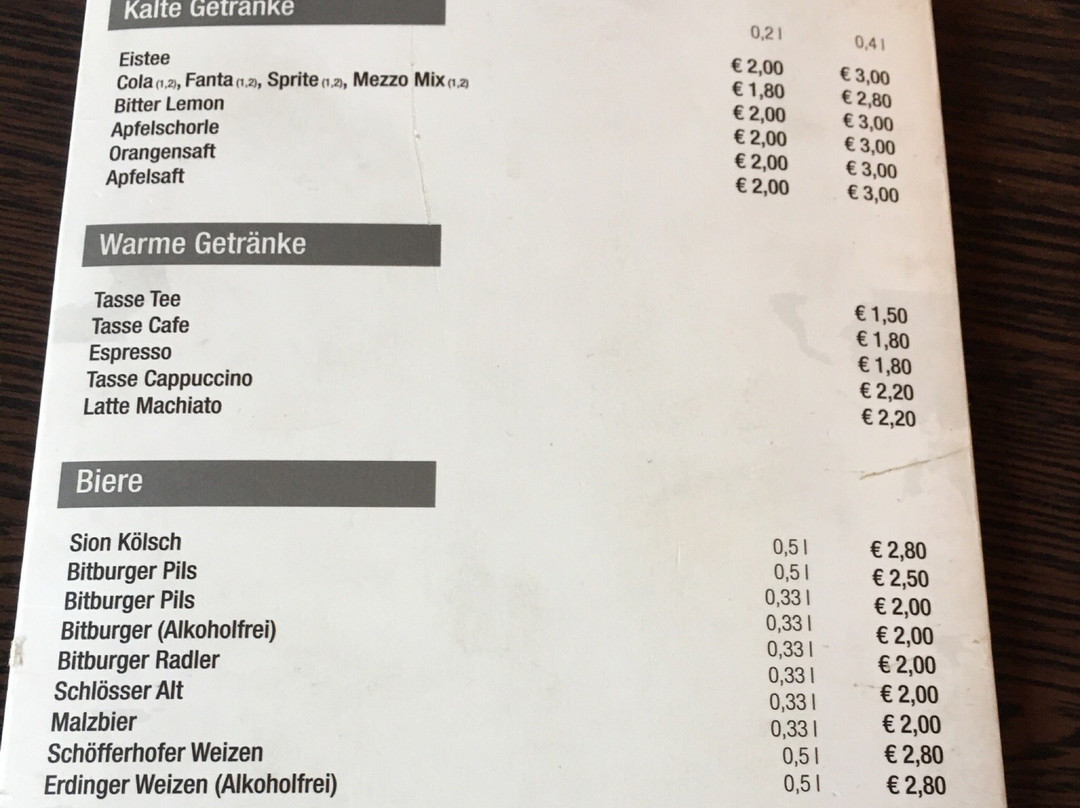 Kalte Getränke
0,2 l 0,4 l
Eistee € 2,00 € 3,00
Cola (1,2), Fanta (1,2), Sprite (1,2), Mezzo Mix (1,2) € 1,80 € 2,80
Bitter Lemon € 2,00 € 3,00
Apfelschorle € 2,00 € 3,00
Orangensaft € 2,00 € 3,00
Apfelsaft € 2,00 € 3,00
Warme Getränke
Tasse Tee € 1,50
Tasse Cafe € 1,80
Espresso € 1,80
Tasse Cappuccino € 2,20
Latte Machiato € 2,20
Biere
Sion Kölsch
Bitburger Pils
Bitburger Pils
Bitburger (Alkoholfrei)
Bitburger Radler
Schlösser Alt
Malzbier
Schöfferhofer Weizen
Erdinger Weizen (Alkoholfrei)
0,5 l
0,5 l
0,33 l
0,33 l
0,33 l
0,33 l
0,33 l
0,33 l
0,5 l
0,5 l
€ 2,80
€ 2,50
€ 2,00
€ 2,00
€ 2,00
€ 2,00
€ 2,00
€ 2,80
€ 2,80